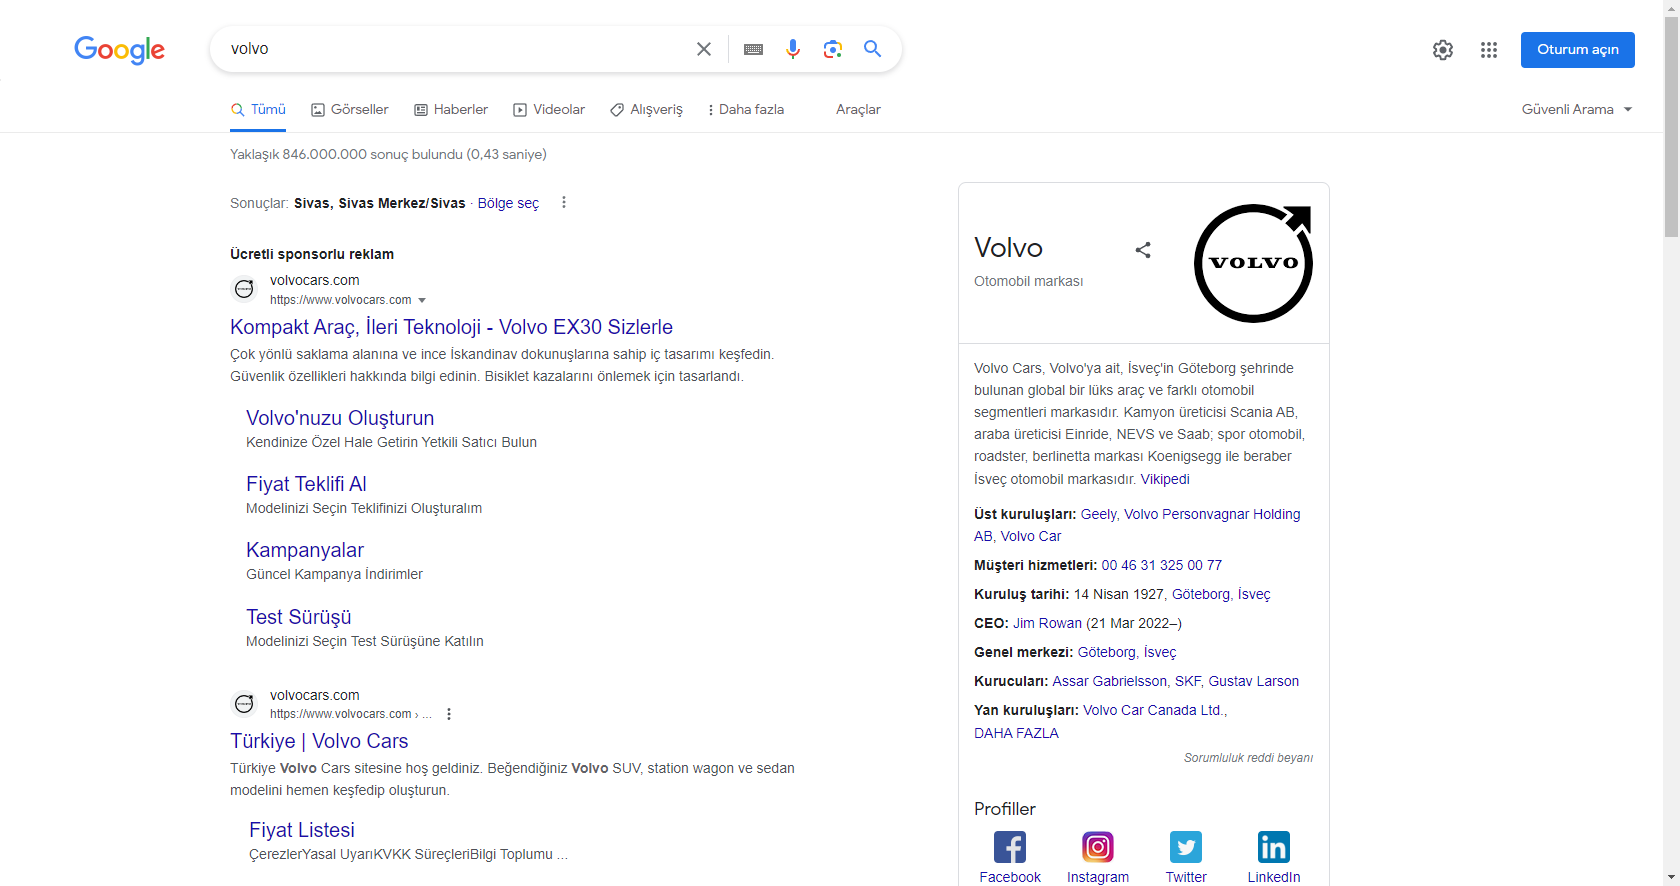 Google
volvo
Oturum açın
Tümü
Görseller
Haberler
Videolar
Alışveriş
Daha fazla
Araçlar
Güvenli Arama
Yaklaşık 846.000.000 sonuç bulundu (0,43 saniye)
Sonuçlar: Sivas, Sivas Merkez/Sivas · Bölge seç
Ücretli sponsorlu reklam
volvocars.com
https://www.volvocars.com
Kompakt Araç, İleri Teknoloji - Volvo EX30 Sizlerle
Çok yönlü saklama alanına ve ince İskandinav dokunuşlarına sahip iç tasarımı keşfedin.
Güvenlik özellikleri hakkında bilgi edinin. Bisiklet kazalarını önlemek için tasarlandı.
Volvo'nuzu Oluşturun
Kendinize Özel Hale Getirin Yetkili Satıcı Bulun
Fiyat Teklifi Al
Modelinizi Seçin Teklifinizi Oluşturalım
Kampanyalar
Güncel Kampanya İndirimler
Test Sürüşü
Modelinizi Seçin Test Sürüşüne Katılın
volvocars.com
https://www.volvocars.com › ...
Türkiye | Volvo Cars
Türkiye Volvo Cars sitesine hoş geldiniz. Beğendiğiniz Volvo SUV, station wagon ve sedan
modelini hemen keşfedip oluşturun.
Fiyat Listesi
ÇerezlerYasal UyarıKVKK SüreçleriBilgi Toplumu ...
Volvo
Otomobil markası
VOLVO
Volvo Cars, Volvo'ya ait, İsveç'in Göteborg şehrinde
bulunan global bir lüks araç ve farklı otomobil
segmentleri markasıdır. Kamyon üreticisi Scania AB,
araba üreticisi Einride, NEVS ve Saab; spor otomobil,
roadster, berlinetta markası Koenigsegg ile beraber
İsveç otomobil markasıdır. Vikipedi
Üst kuruluşları: Geely, Volvo Personvagnar Holding
AB, Volvo Car
Müşteri hizmetleri: 00 46 31 325 00 77
Kuruluş tarihi: 14 Nisan 1927, Göteborg, İsveç
CEO: Jim Rowan (21 Mar 2022–)
Genel merkezi: Göteborg, İsveç
Kurucuları: Assar Gabrielsson, SKF, Gustav Larson
Yan kuruluşları: Volvo Car Canada Ltd.,
DAHA FAZLA
Sorumluluk reddi beyanı
Profiller
Facebook
Instagram
Twitter
LinkedIn